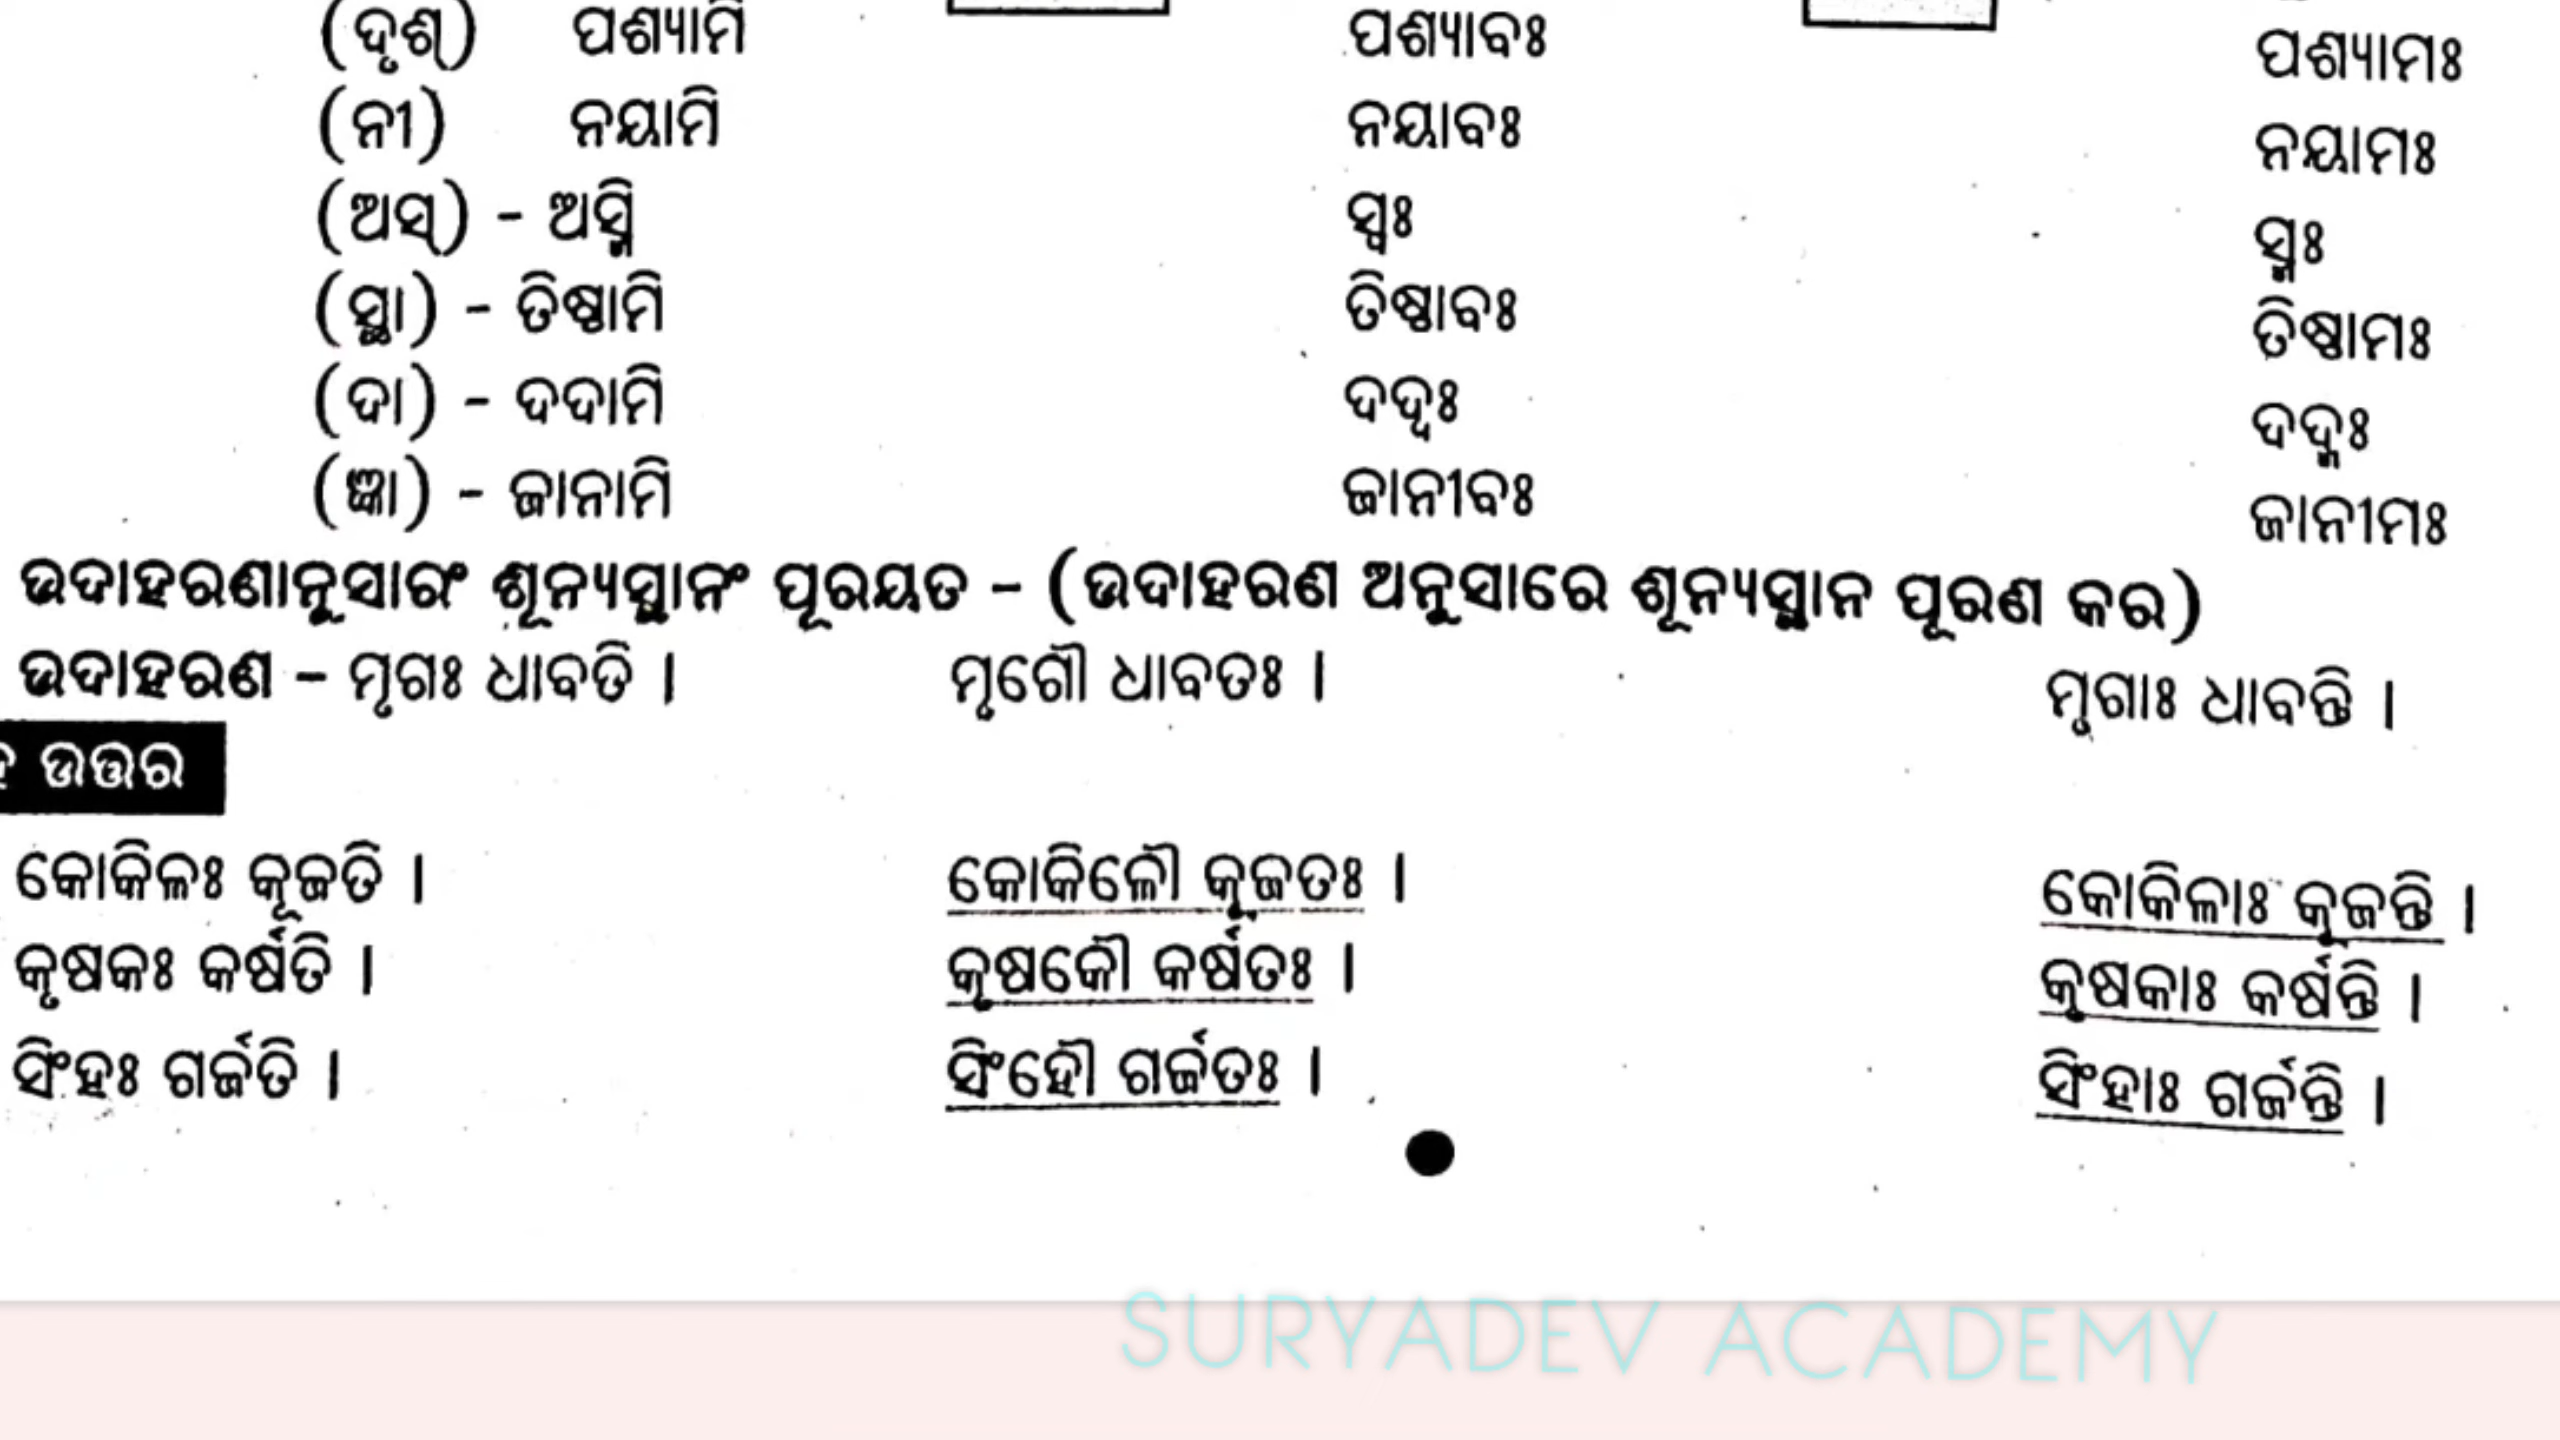 (ଦୃଶ୍) ପଶ୍ୟାମି ପଶ୍ୟାବଃ ପଶ୍ୟାମଃ
(ନୀ) ନୟାମି ନୟାବଃ ନୟାମଃ
(ଅସ୍) - ଅସ୍ମି ସ୍ବଃ ସ୍ମଃ
(ସ୍ଥା) - ତିଷ୍ଠାମି ତିଷ୍ଠାବଃ ତିଷ୍ଠାମଃ
(ଦା) - ଦଦାମି ଦଦ୍ବଃ ଦଦ୍ମଃ
(ଜ୍ଞା) - ଜାନାମି ଜାନୀବଃ ଜାନୀମଃ
ଉଦାହରଣାନୁସାରଂ ଶୂନ୍ୟସ୍ଥାନଂ ପୂରୟତ – (ଉଦାହରଣ ଅନୁସାରେ ଶୂନ୍ୟସ୍ଥାନ ପୂରଣ କର)
ଉଦାହରଣ – ମୃଗଃ ଧାବତି । ମୃଗୌ ଧାବତଃ । ମୃଗାଃ ଧାବନ୍ତି ।
ଉତ୍ତର
କୋକିଳଃ କୂଜତି । କୋକିଳୌ କୂଜତଃ । କୋକିଳାଃ କୂଜନ୍ତି ।
କୃଷକଃ କର୍ଷତି । କୃଷକୌ କର୍ଷତଃ । କୃଷକାଃ କର୍ଷନ୍ତି ।
ସିଂହଃ ଗର୍ଜତି । ସିଂହୌ ଗର୍ଜତଃ । ସିଂହାଃ ଗର୍ଜନ୍ତି ।
SURYADEV ACADEMY